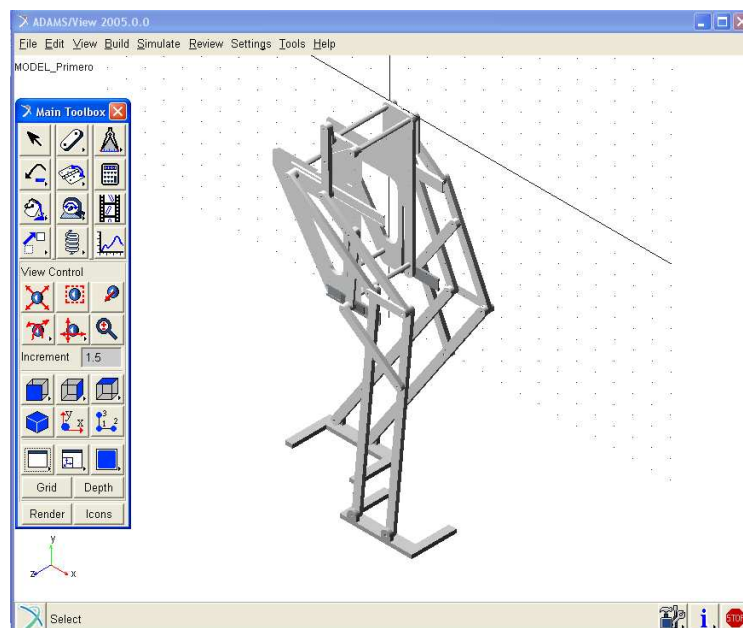 ADAMS/View 2005.0.0
File Edit View Build Simulate Review Settings Tools Help
MODEL_Primero
Main Toolbox
View Control
Increment 1.5
Grid Depth
Render Icons
y
z x
Select
i
STOP